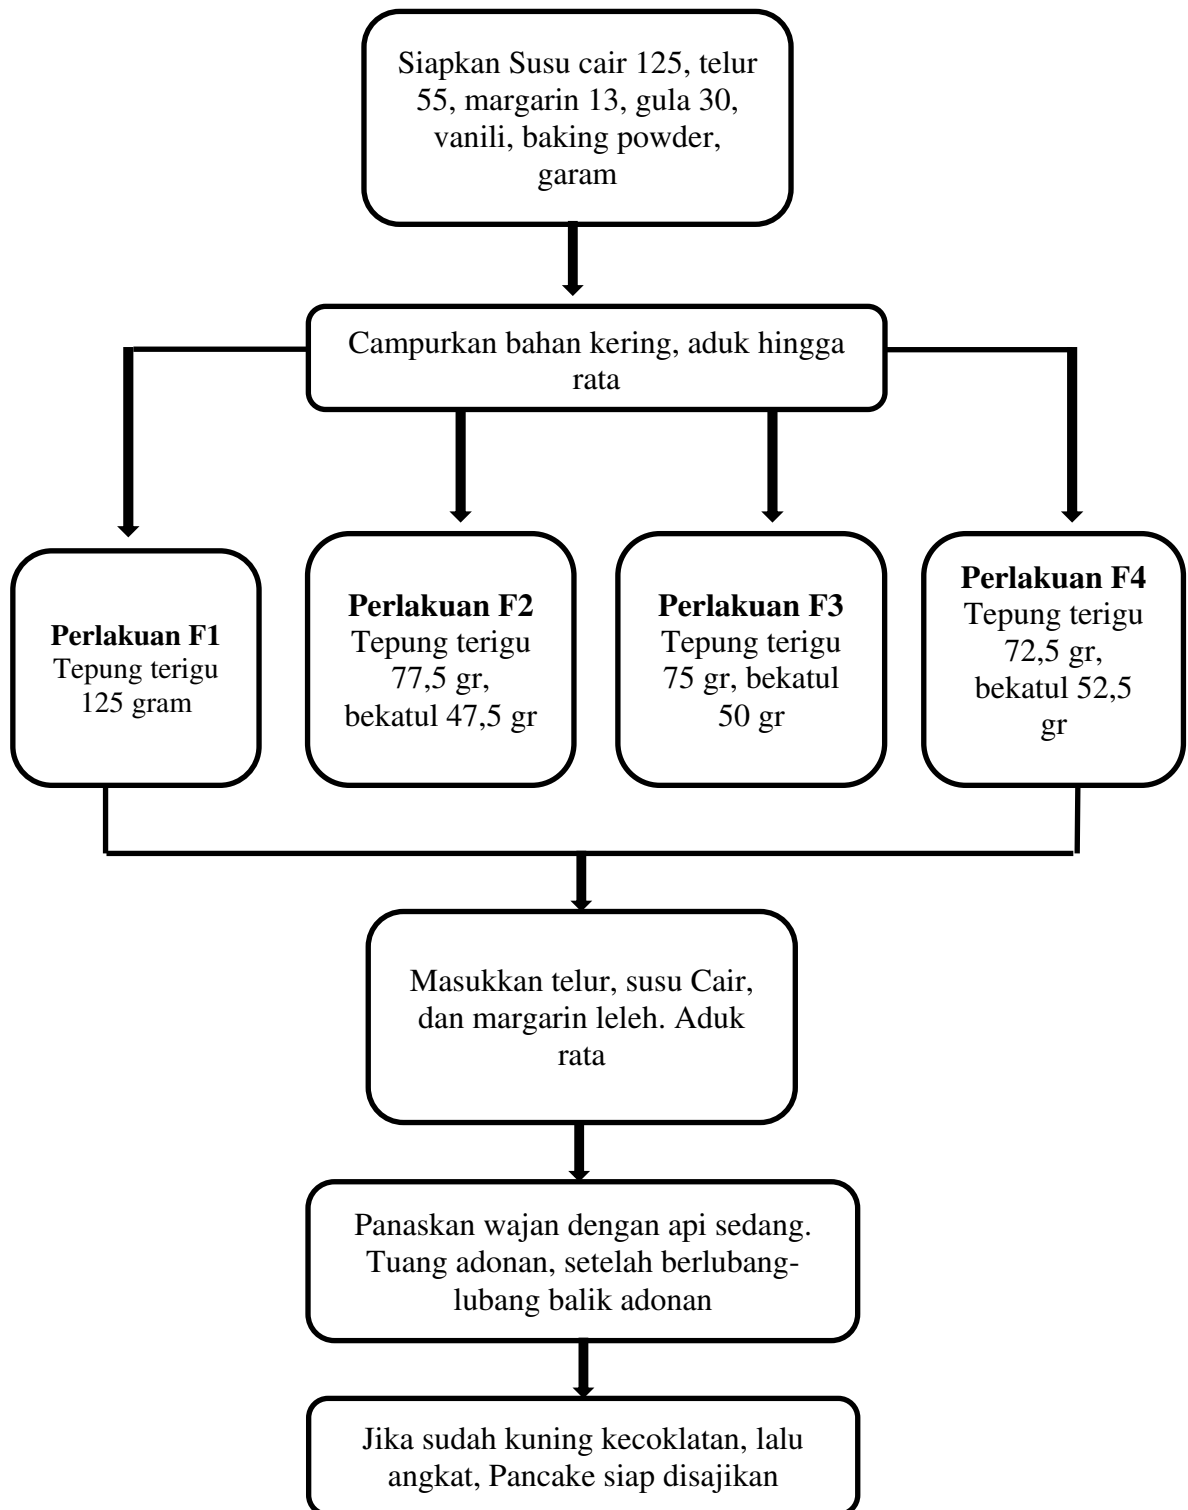 Siapkan Susu cair 125, telur
55, margarin 13, gula 30,
vanili, baking powder,
garam
Campurkan bahan kering, aduk hingga
rata
Perlakuan F1
Tepung terigu
125 gram
Perlakuan F2
Tepung terigu
77,5 gr,
bekatul 47,5 gr
Perlakuan F3
Tepung terigu
75 gr, bekatul
50 gr
Perlakuan F4
Tepung terigu
72,5 gr,
bekatul 52,5
gr
Masukkan telur, susu Cair,
dan margarin leleh. Aduk
rata
Panaskan wajan dengan api sedang.
Tuang adonan, setelah berlubang-
lubang balik adonan
Jika sudah kuning kecoklatan, lalu
angkat, Pancake siap disajikan